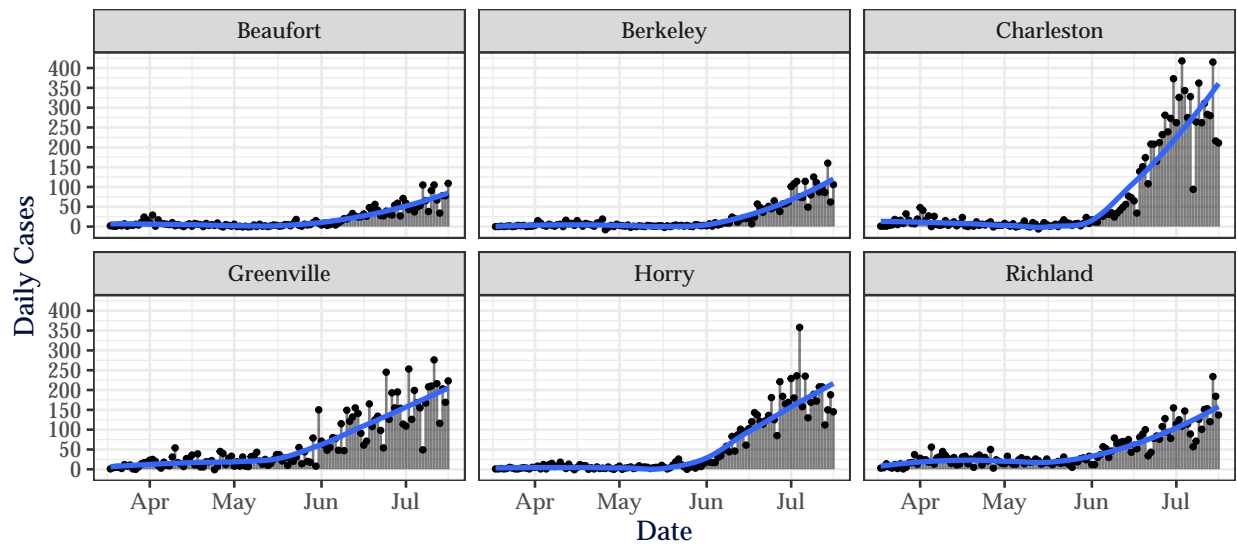 Beaufort
Berkeley
Charleston
400
350
300
250
200
150
100
50
0
Daily Cases
Greenville
Horry
Richland
400
350
300
250
200
150
100
50
0
Apr May Jun Jul
Apr May Jun Jul
Apr May Jun Jul
Date